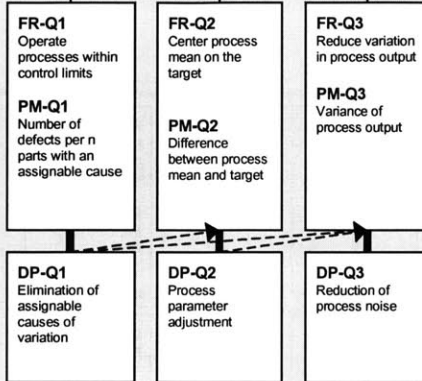 FR-Q1
Operate
processes within
control limits
PM-Q1
Number of
defects per n
parts with an
assignable cause
FR-Q2
Center process
mean on the
target
PM-Q2
Difference
between process
mean and target
FR-Q3
Reduce variation
in process output
PM-Q3
Variance of
process output
DP-Q1
Elimination of
assignable
causes of
variation
DP-Q2
Process
parameter
adjustment
DP-Q3
Reduction of
process noise